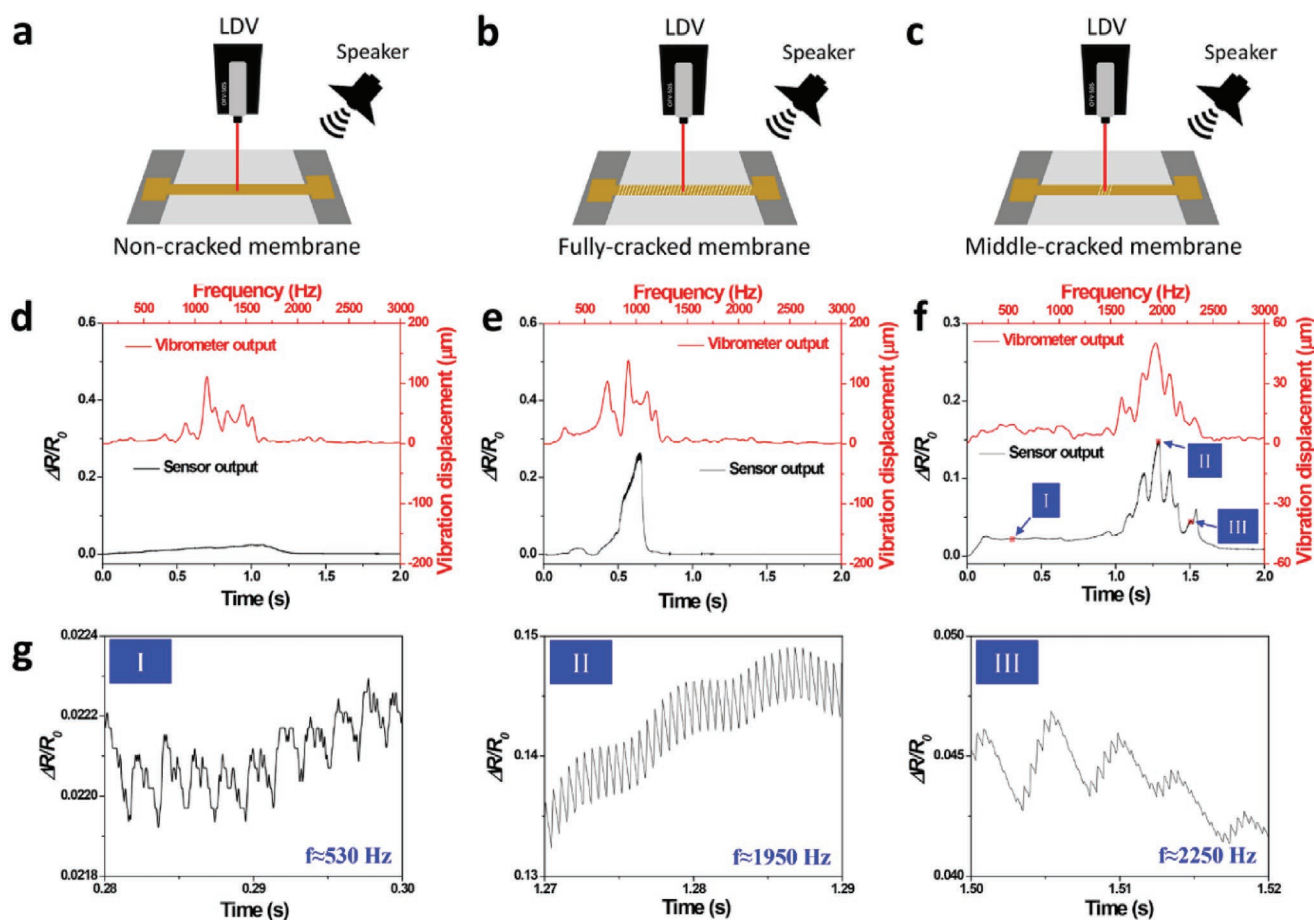 a
LDV
Speaker
OFV-505
Non-cracked membrane
b
LDV
Speaker
OFV-505
Fully-cracked membrane
c
LDV
Speaker
OFV-505
Middle-cracked membrane
d
Frequency (Hz)
500 1000 1500 2000 2500 3000
0.6 0.4 0.2 0.0
ΔR/R0
200 100 0 -100 -200
Vibration displacement (μm)
Vibrometer output
Sensor output
0.0 0.5 1.0 1.5 2.0
Time (s)
e
Frequency (Hz)
500 1000 1500 2000 2500 3000
0.6 0.4 0.2 0.0
ΔR/R0
200 100 0 -100 -200
Vibration displacement (μm)
Vibrometer output
Sensor output
0.0 0.5 1.0 1.5 2.0
Time (s)
f
Frequency (Hz)
500 1000 1500 2000 2500 3000
0.3 0.2 0.1 0.0
ΔR/R0
60 30 0 -30 -60
Vibration displacement (μm)
Vibrometer output
Sensor output
I
II
III
0.0 0.5 1.0 1.5 2.0
Time (s)
g
I
0.0224 0.0222 0.0220 0.0218
ΔR/R0
f≈530 Hz
0.28 0.29 0.30
Time (s)
II
0.15 0.14 0.13
ΔR/R0
f≈1950 Hz
1.27 1.28 1.29
Time (s)
III
0.050 0.045 0.040
ΔR/R0
f≈2250 Hz
1.50 1.51 1.52
Time (s)